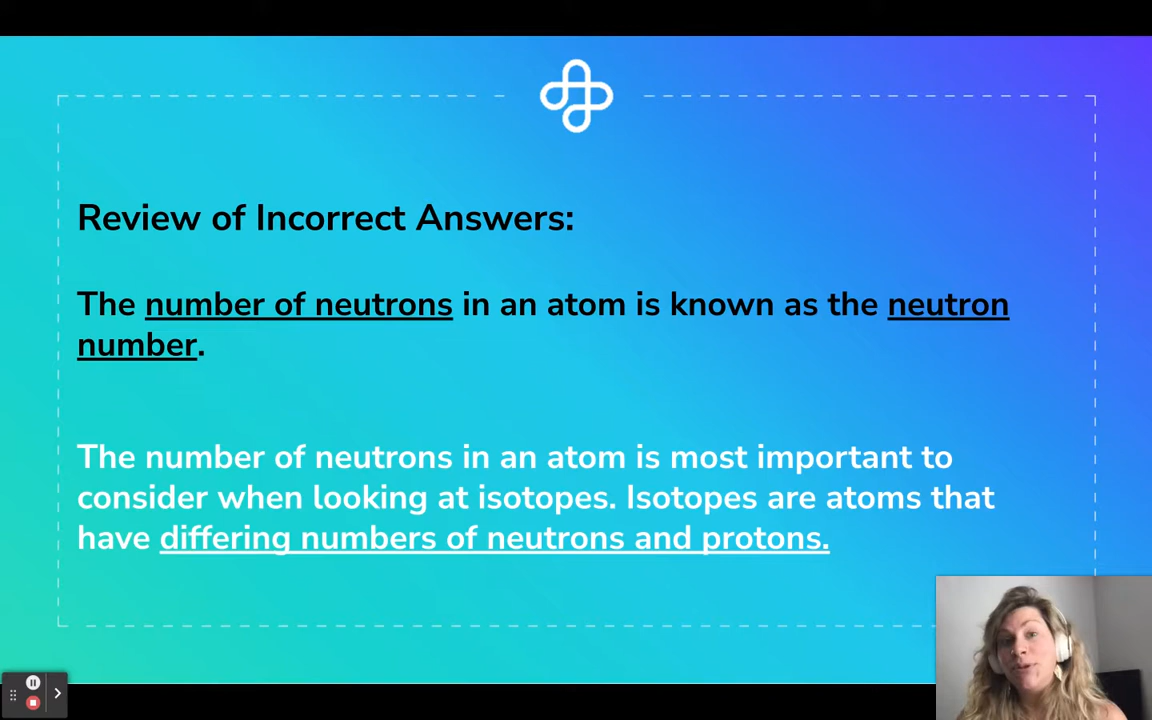 Review of Incorrect Answers:
The number of neutrons in an atom is known as the neutron
number.
The number of neutrons in an atom is most important to
consider when looking at isotopes. Isotopes are atoms that
have differing numbers of neutrons and protons.